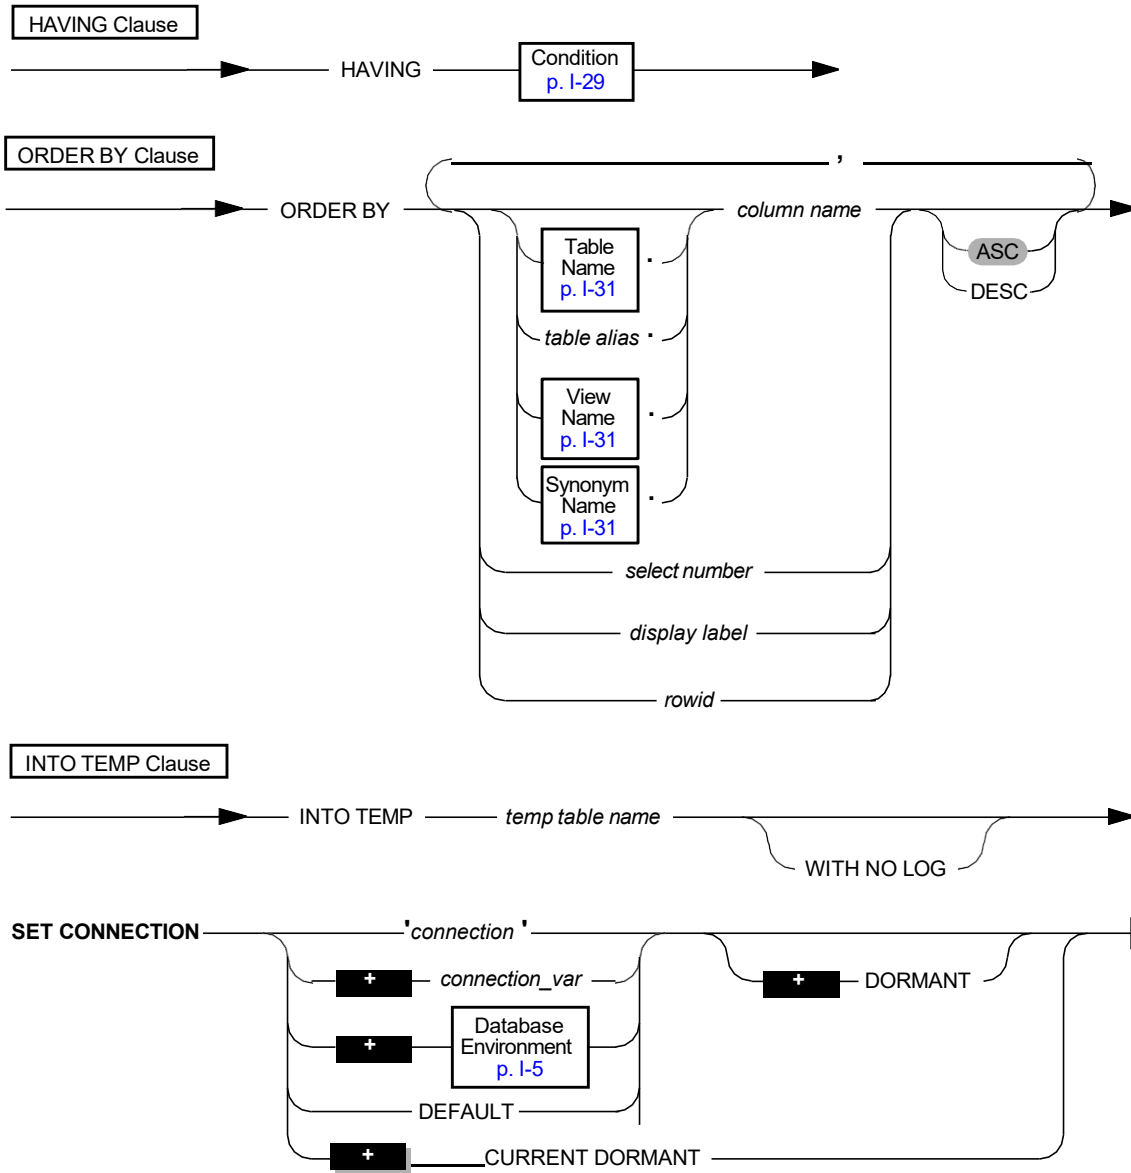 HAVING Clause
HAVING
Condition
p. I-29
ORDER BY Clause
,
ORDER BY
column name
Table
Name
p. I-31
.
ASC
DESC
table alias .
View
Name
p. I-31
.
Synonym
Name
p. I-31
.
select number
display label
rowid
INTO TEMP Clause
INTO TEMP
temp table name
WITH NO LOG
SET CONNECTION
'connection '
+ connection_var
+ DORMANT
+
Database
Environment
p. I-5
DEFAULT
+ CURRENT DORMANT